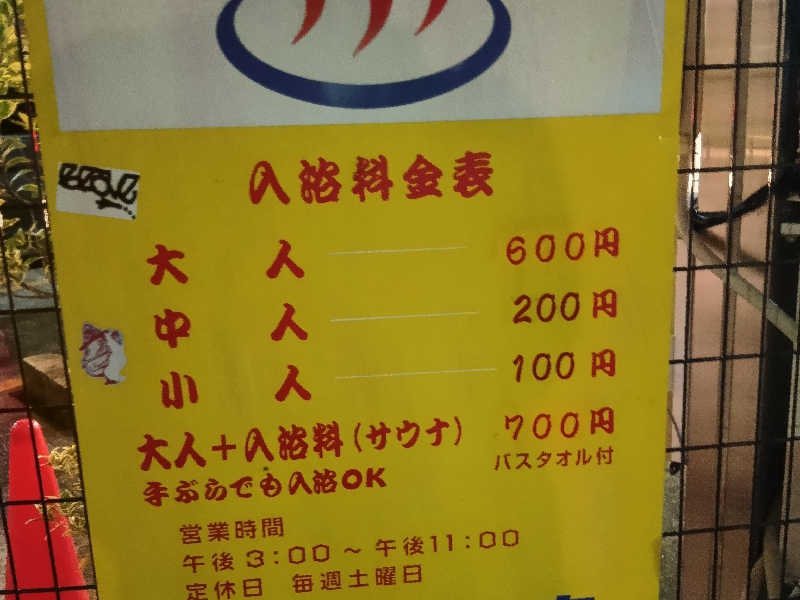 入浴料金表
大人 600円
中人 200円
小人 100円
大人+入浴料(サウナ) 700円
バスタオル付
手ぶらでも入浴OK
営業時間
午後3:00～午後11:00
定休日 毎週土曜日